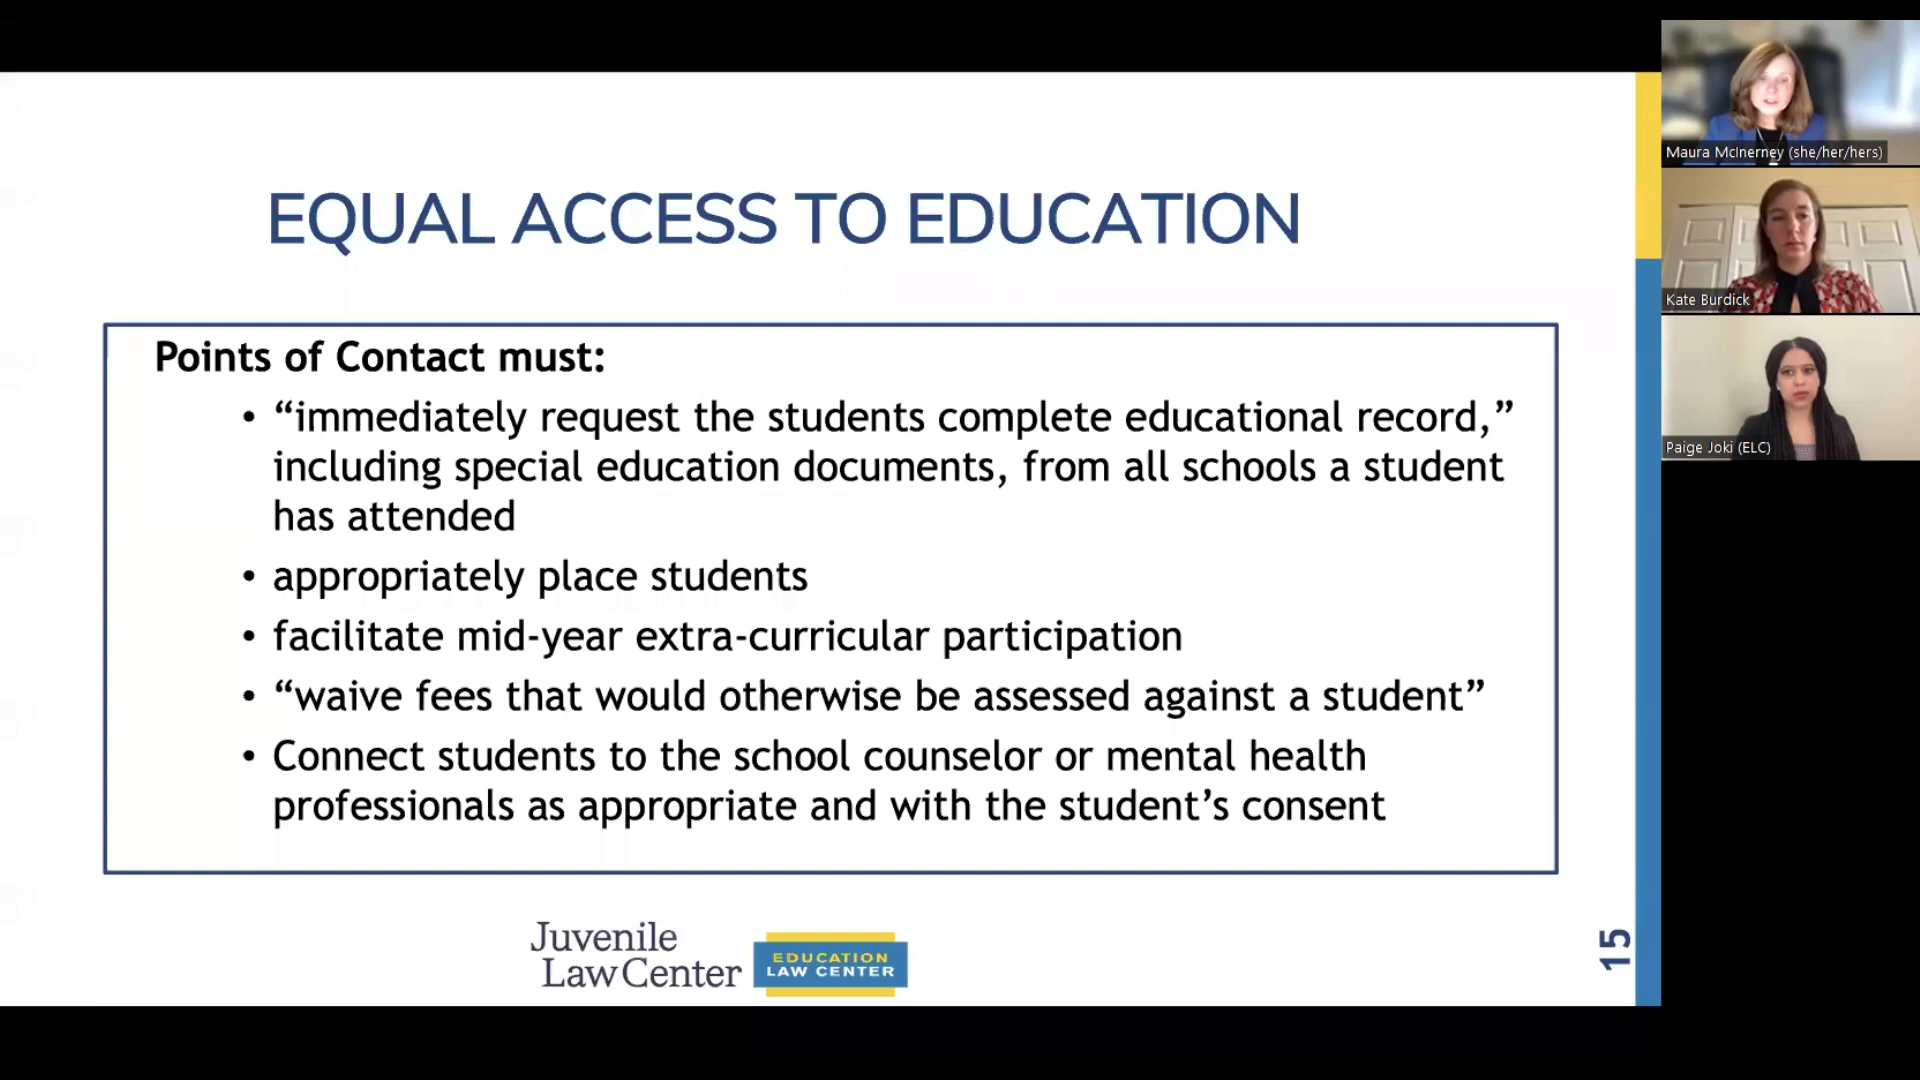 EQUAL ACCESS TO EDUCATION
Points of Contact must:
• “immediately request the students complete educational record,”
including special education documents, from all schools a student
has attended
• appropriately place students
• facilitate mid-year extra-curricular participation
• “waive fees that would otherwise be assessed against a student”
• Connect students to the school counselor or mental health
professionals as appropriate and with the student’s consent
Juvenile
Law Center
EDUCATION
LAW CENTER
15
Maura McInerney (she/her/hers)
Kate Burdick
Paige Joki (ELC)